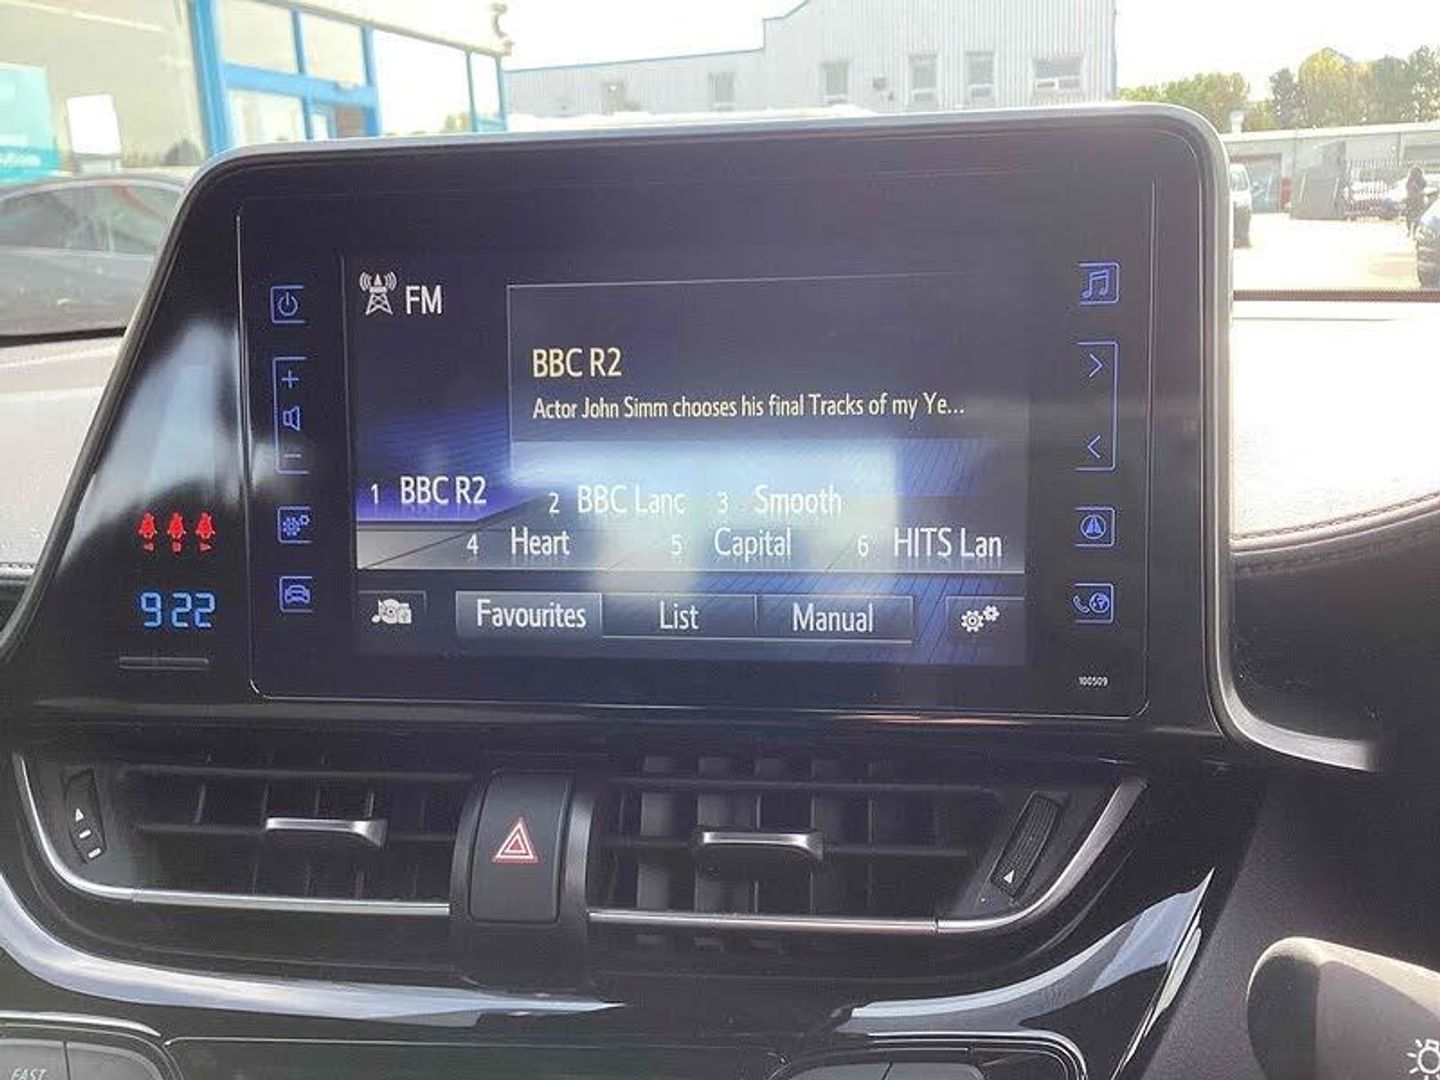 FM
BBC R2
Actor John Simm chooses his final Tracks of my Ye...
1 BBC R2 2 BBC Lanc 3 Smooth
4 Heart 5 Capital 6 HITS Lan
Favourites List Manual
9:22
100509
FAST